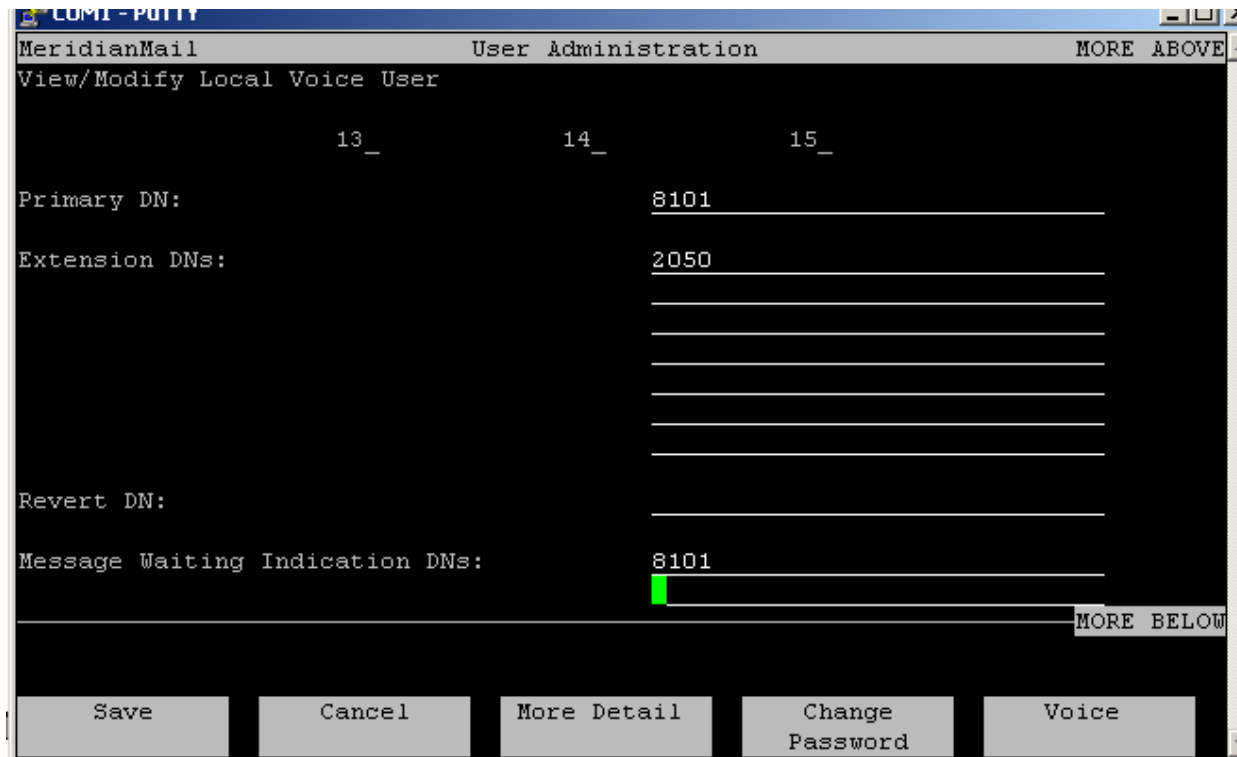 COM1 - PuTTY
MeridianMail User Administration MORE ABOVE
View/Modify Local Voice User
13_ 14_ 15_
Primary DN: 8101
Extension DNs: 2050
Revert DN:
Message Waiting Indication DNs: 8101
MORE BELOW
Save Cancel More Detail Change Password Voice